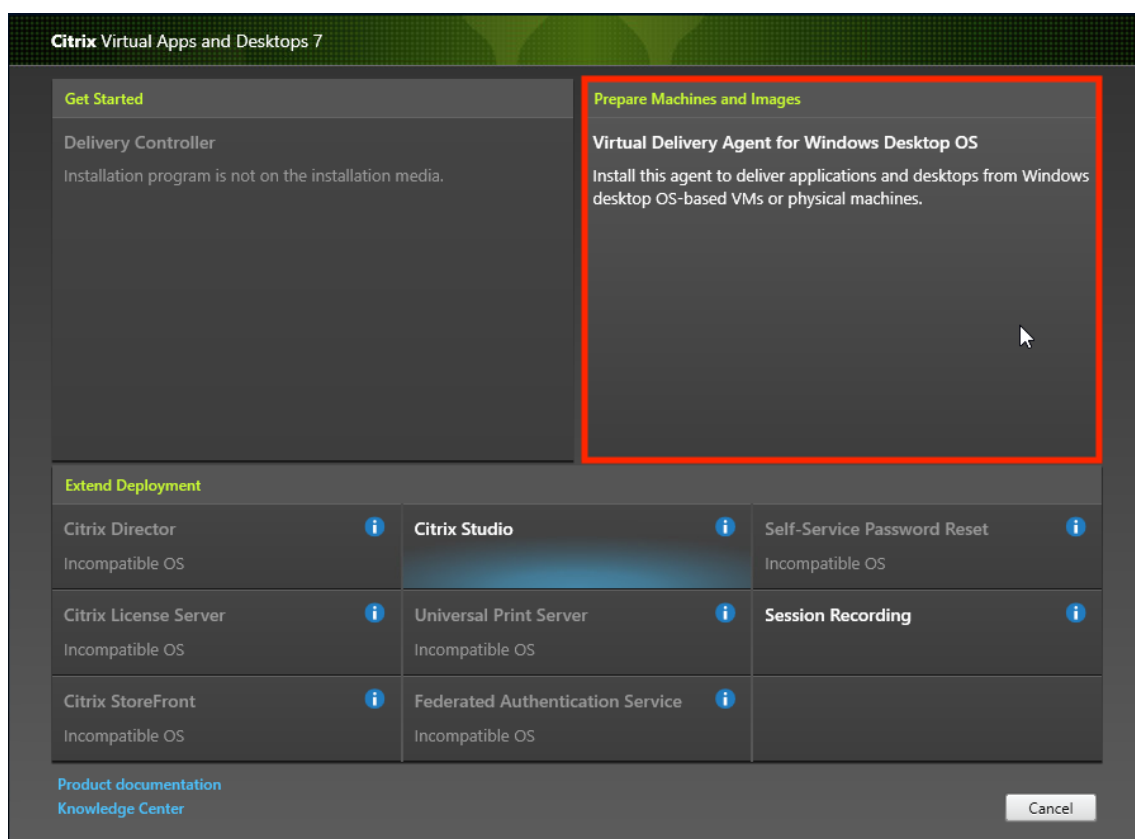 Citrix Virtual Apps and Desktops 7
Get Started
Delivery Controller
Installation program is not on the installation media.
Prepare Machines and Images
Virtual Delivery Agent for Windows Desktop OS
Install this agent to deliver applications and desktops from Windows
desktop OS-based VMs or physical machines.
Extend Deployment
Citrix Director
Incompatible OS
Citrix Studio
Self-Service Password Reset
Incompatible OS
Citrix License Server
Incompatible OS
Universal Print Server
Incompatible OS
Session Recording
Citrix StoreFront
Incompatible OS
Federated Authentication Service
Incompatible OS
Product documentation
Knowledge Center
Cancel